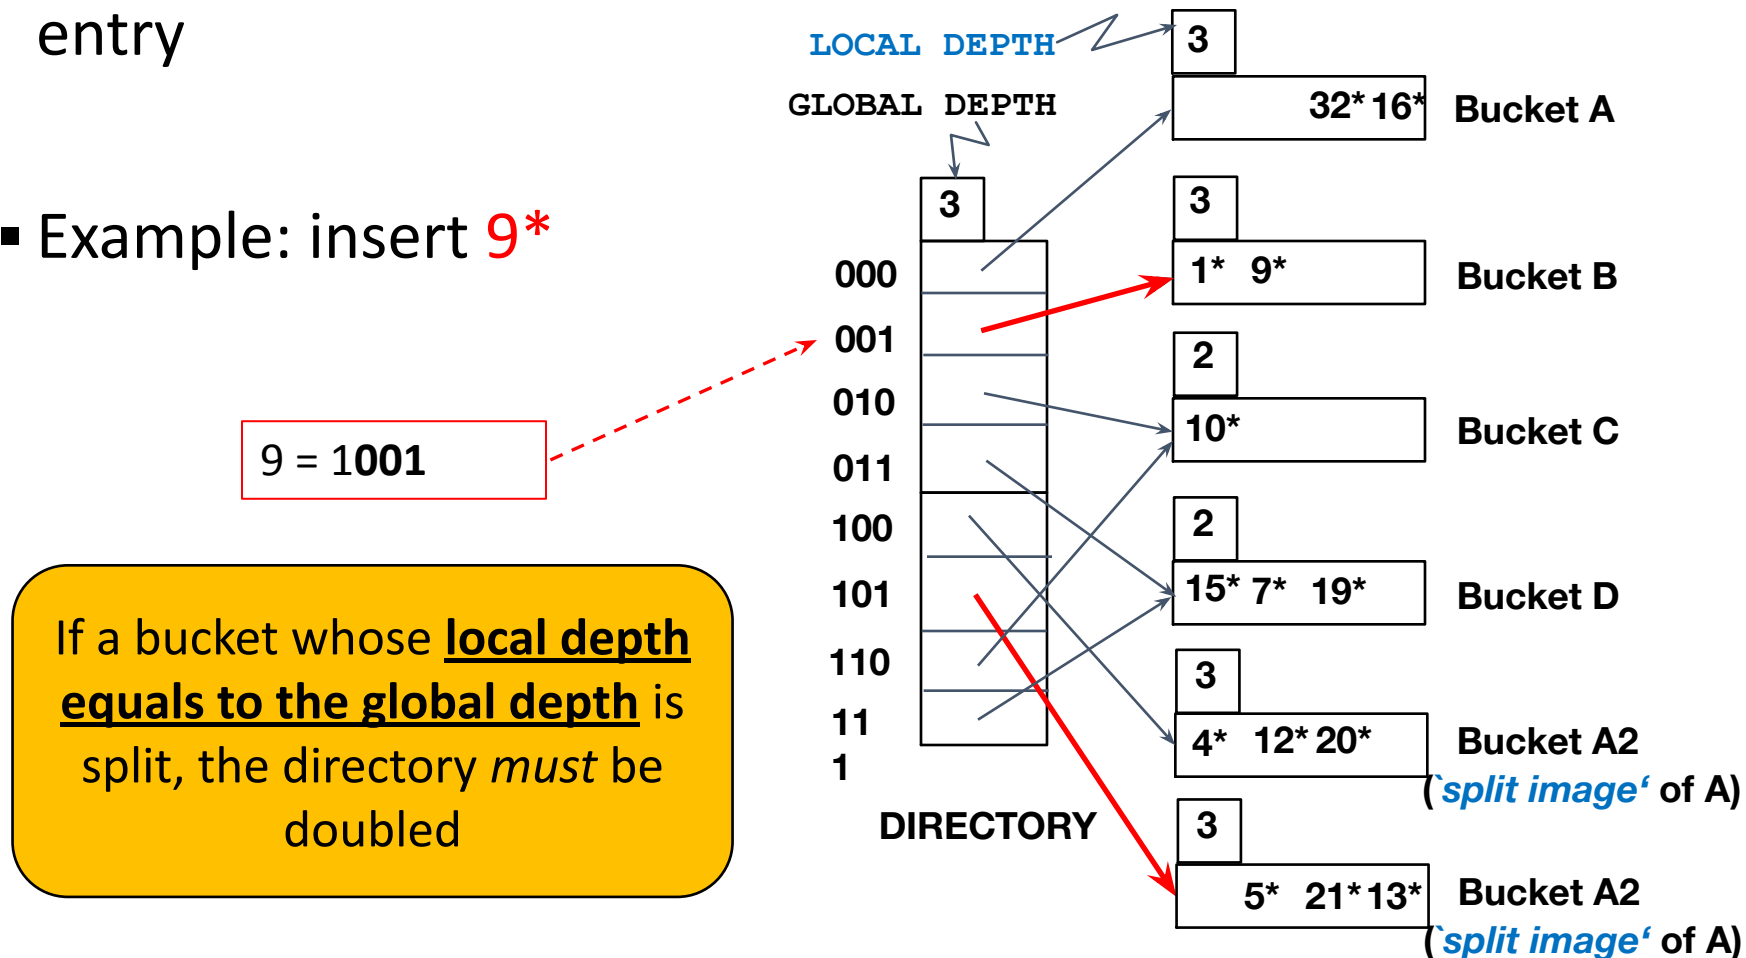 entry
▪ Example: insert 9*
9 = 1001
If a bucket whose local depth
equals to the global depth is
split, the directory must be
doubled
LOCAL DEPTH
GLOBAL DEPTH
3
000
001
010
011
100
101
110
11
1
DIRECTORY
3
32* 16*
Bucket A
3
1* 9*
Bucket B
2
10*
Bucket C
2
15* 7* 19*
Bucket D
3
4* 12* 20*
Bucket A2
(`split image‘ of A)
3
5* 21* 13*
Bucket A2
(`split image‘ of A)